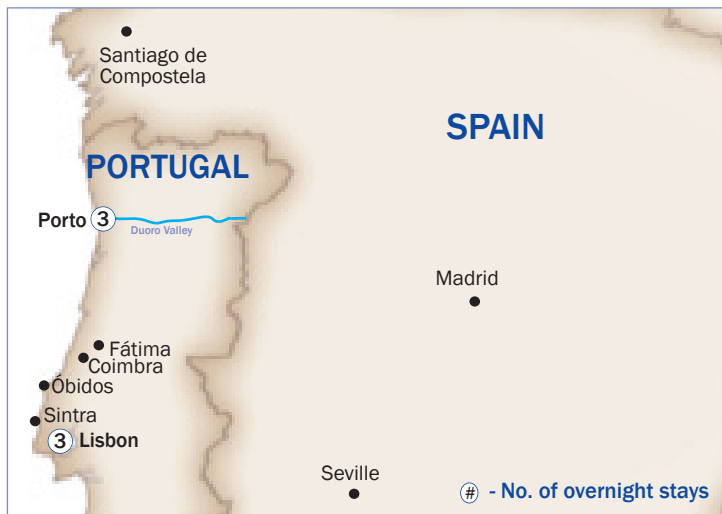 Santiago de
Compostela
SPAIN
PORTUGAL
Porto 3
Duoro Valley
Madrid
Fátima
Coimbra
Óbidos
Sintra
3 Lisbon
Seville
# - No. of overnight stays